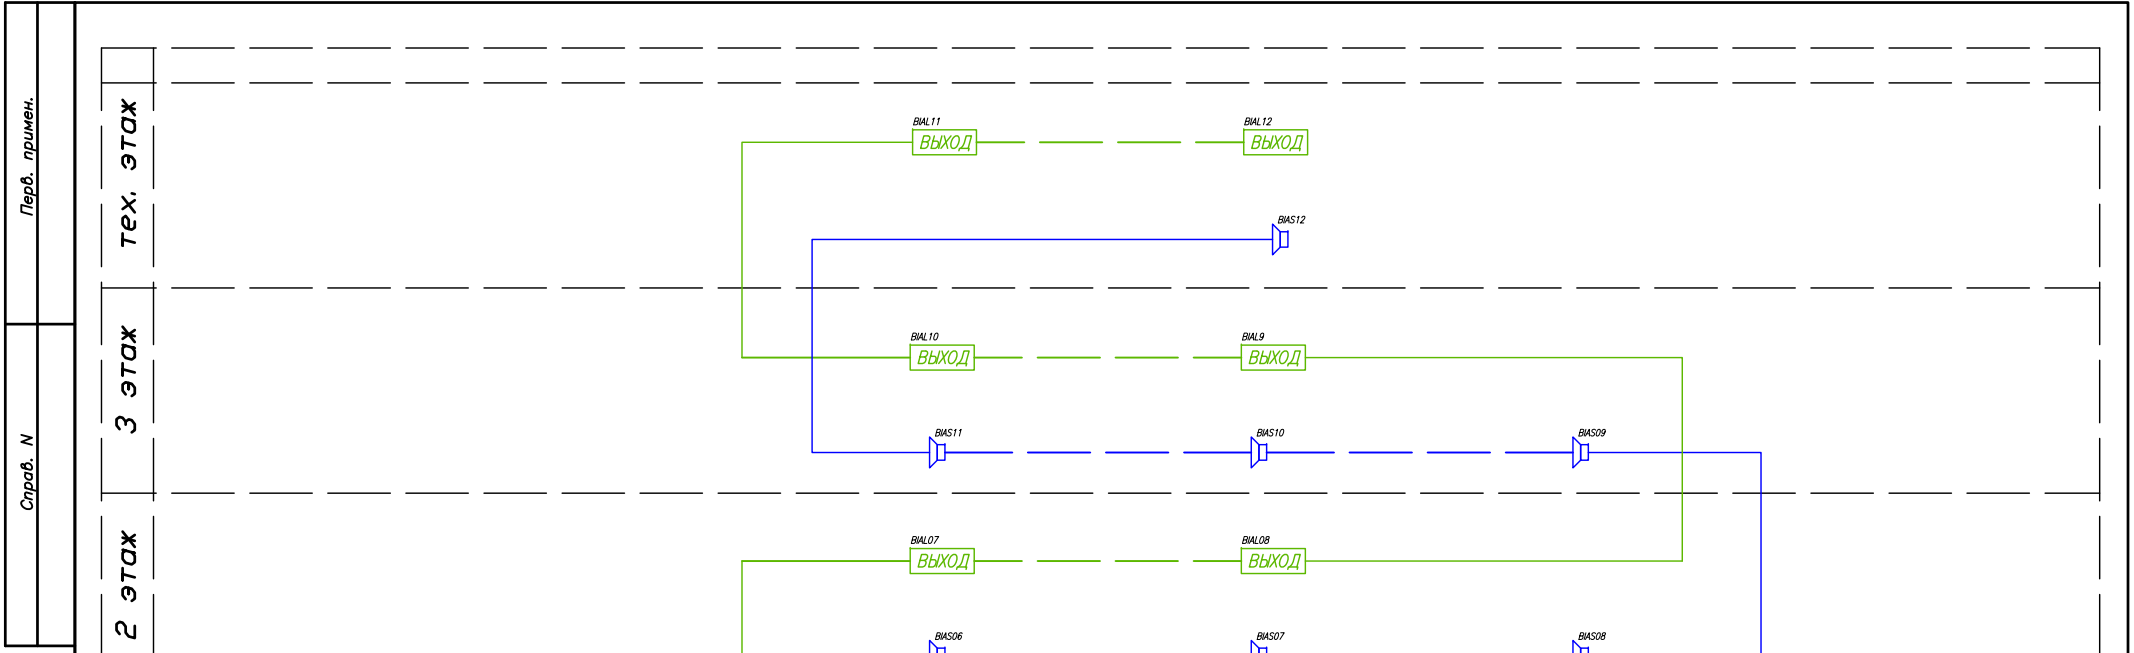 Перв. примен.
Справ. N
тех. этаж
BIAL11
BIAL12
ВЫХОД
ВЫХОД
BIAS12
3 этаж
BIAL10
BIAL9
ВЫХОД
ВЫХОД
BIAS11
BIAS10
BIAS09
2 этаж
BIAL07
BIAL08
ВЫХОД
ВЫХОД
BIAS06
BIAS07
BIAS08